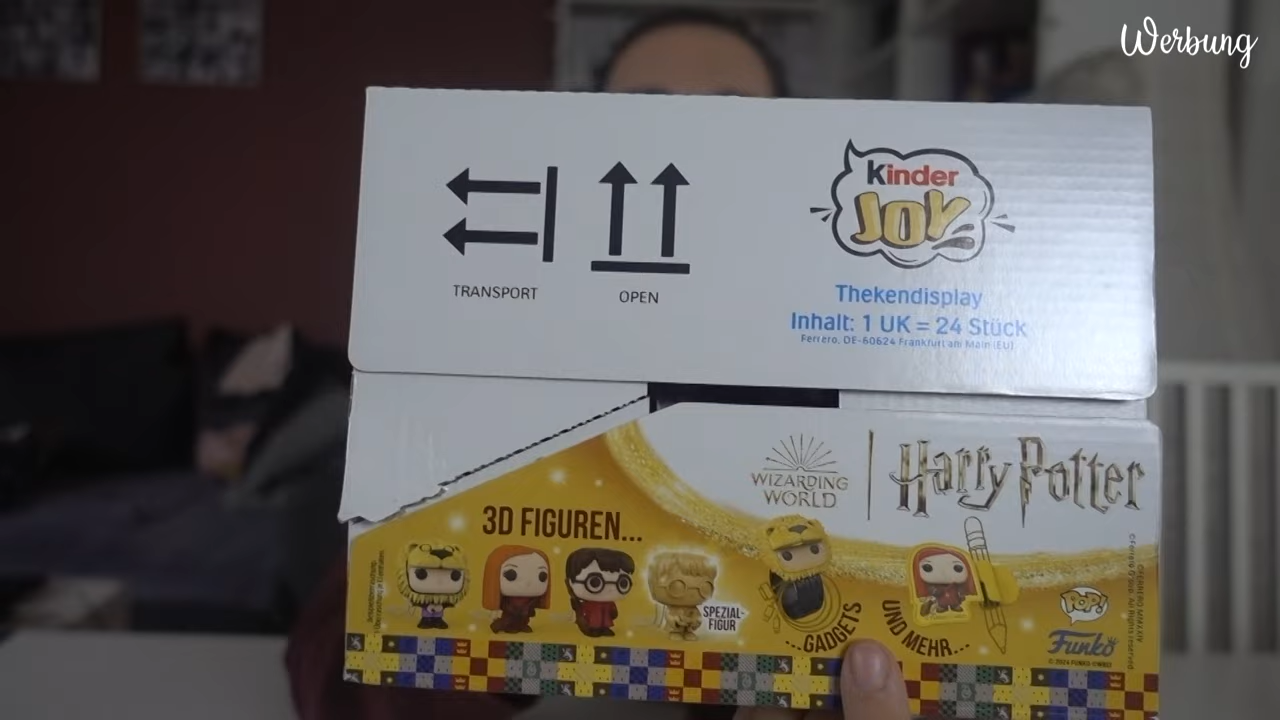 Werbung
kinder
JOY
TRANSPORT
OPEN
Thekendisplay
Inhalt: 1 UK = 24 Stück
Ferrero, DE-60624 Frankfurt am Main (EU)
WIZARDING
WORLD
Harry Potter
3D FIGUREN...
SPEZIAL-
FIGUR
...GADGETS
UND MEHR...
POP!
Funko